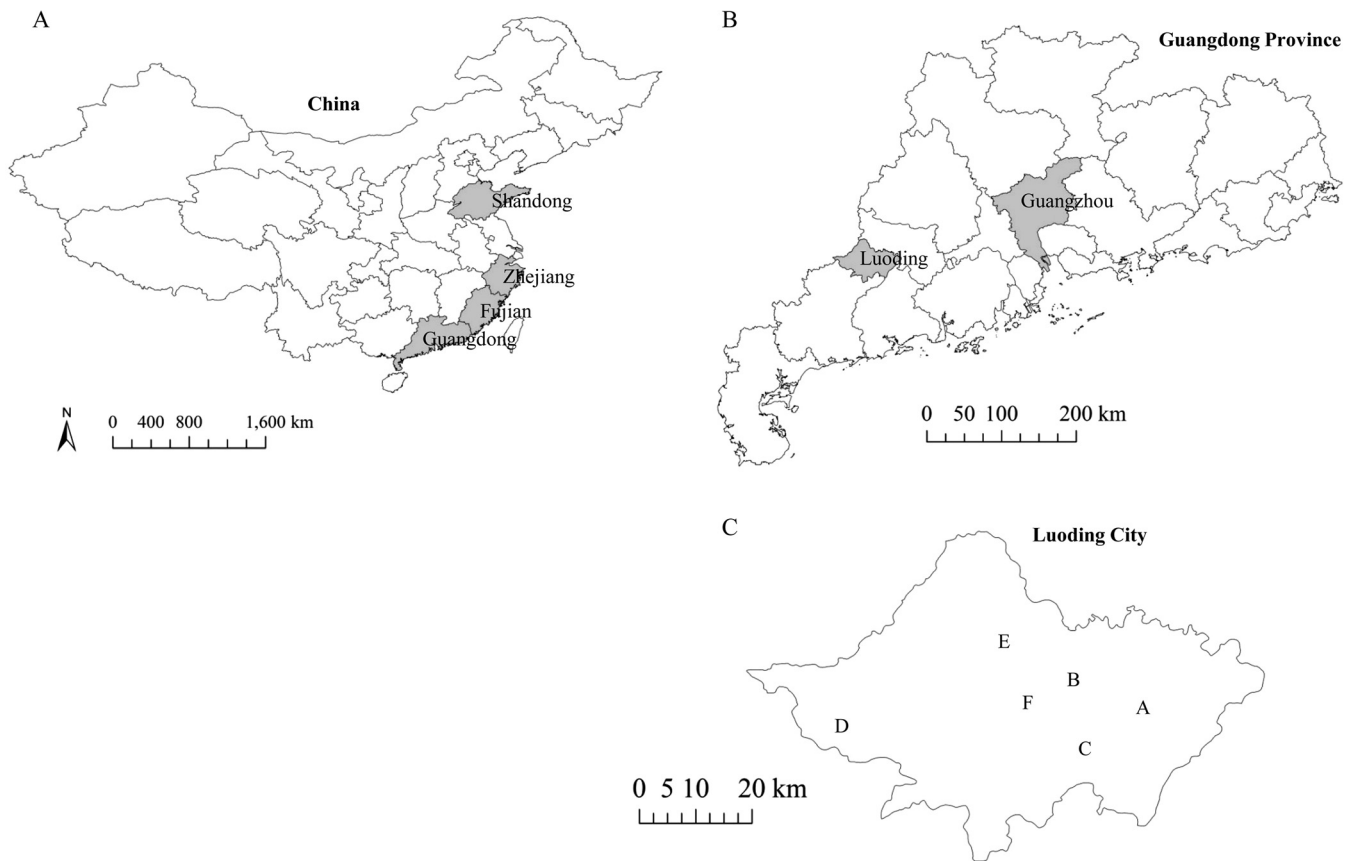 A
China
Shandong
Zhejiang
Fujian
Guangdong
N
0 400 800 1,600 km
B
Guangdong Province
Guangzhou
Luoding
0 50 100 200 km
C
Luoding City
E
B
F
A
D
C
0 5 10 20 km